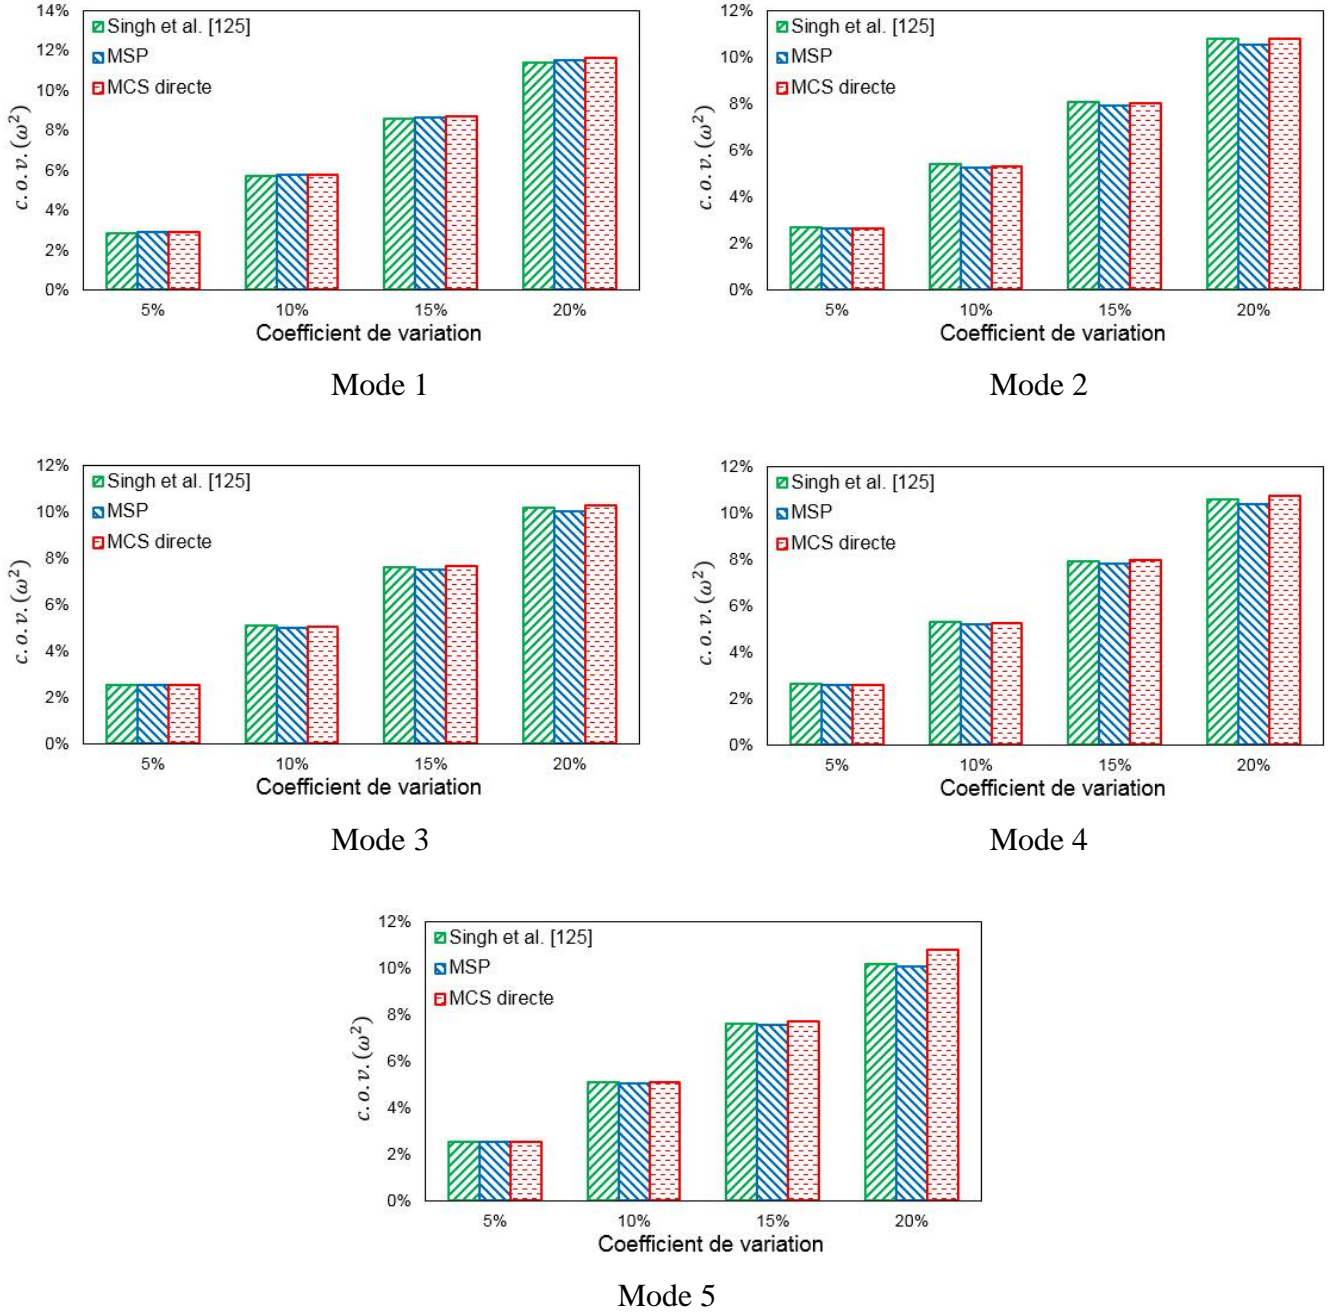 14%
12%
10%
8%
6%
4%
2%
0%
c. o. v. (ω²)
Singh et al. [125]
MSP
MCS directe
5% 10% 15% 20%
Coefficient de variation
Mode 1
12%
10%
8%
6%
4%
2%
0%
c. o. v. (ω²)
Singh et al. [125]
MSP
MCS directe
5% 10% 15% 20%
Coefficient de variation
Mode 2
12%
10%
8%
6%
4%
2%
0%
c. o. v. (ω²)
Singh et al. [125]
MSP
MCS directe
5% 10% 15% 20%
Coefficient de variation
Mode 3
12%
10%
8%
6%
4%
2%
0%
c. o. v. (ω²)
Singh et al. [125]
MSP
MCS directe
5% 10% 15% 20%
Coefficient de variation
Mode 4
12%
10%
8%
6%
4%
2%
0%
c. o. v. (ω²)
Singh et al. [125]
MSP
MCS directe
5% 10% 15% 20%
Coefficient de variation
Mode 5